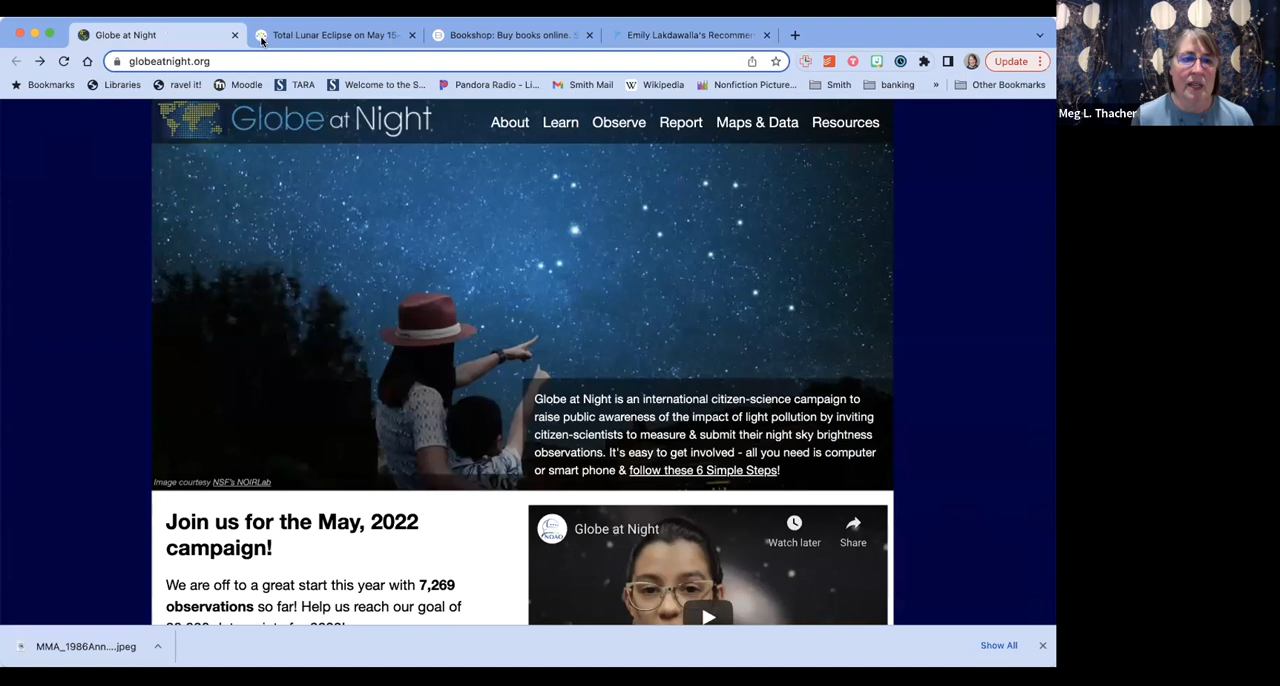 Globe at Night
Total Lunar Eclipse on May 15-
Bookshop: Buy books online. S
Emily Lakdawalla's Recommen
globeatnight.org
Update
Bookmarks
Libraries
ravel it!
Moodle
TARA
Welcome to the S...
Pandora Radio - Li...
Smith Mail
Wikipedia
Nonfiction Picture...
Smith
banking
»
Other Bookmarks
Meg L. Thacher
Globe at Night
About
Learn
Observe
Report
Maps & Data
Resources
Globe at Night is an international citizen-science campaign to
raise public awareness of the impact of light pollution by inviting
citizen-scientists to measure & submit their night sky brightness
observations. It's easy to get involved - all you need is computer
or smart phone & follow these 6 Simple Steps!
Image courtesy NSF's NOIRLab
Join us for the May, 2022
campaign!
We are off to a great start this year with 7,269
observations so far! Help us reach our goal of
NOAO
Globe at Night
Watch later
Share
MMA_1986Ann....jpeg
Show All